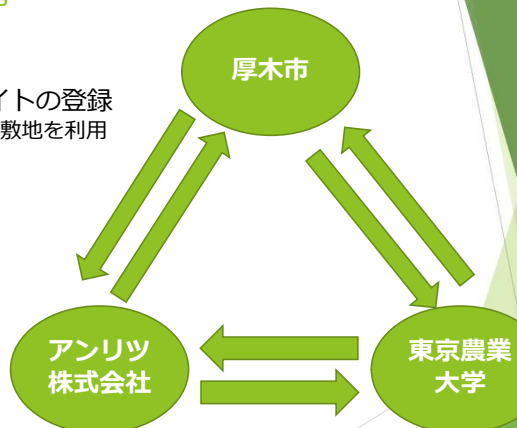 厚木市
イトの登録
敷地を利用
アンリツ
株式会社
東京農業
大学